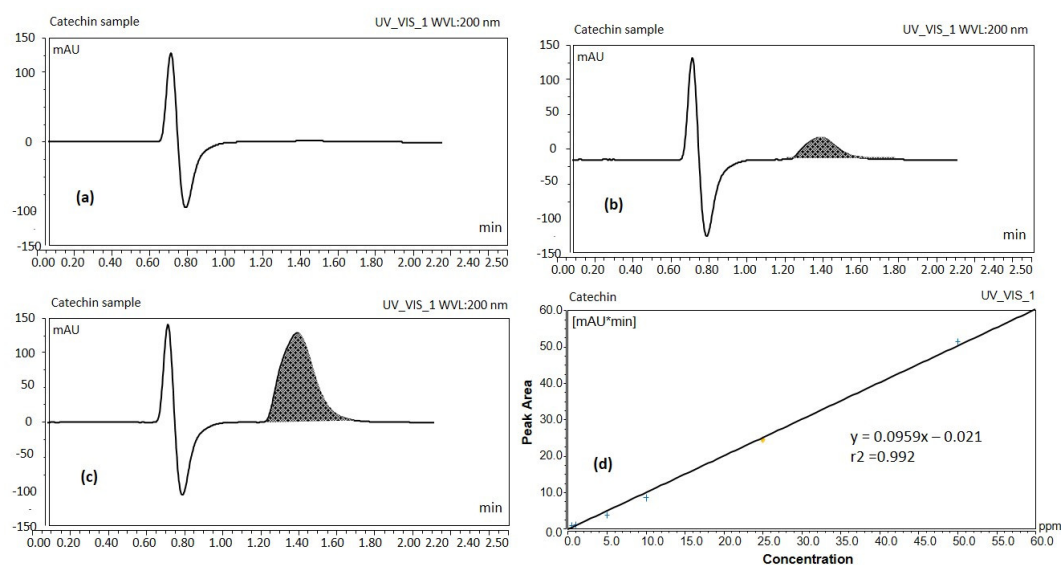 Catechin sample UV_VIS_1 WVL:200 nm
mAU
150
100
50
0
-50
-100
-150
(a)
min
0.00 0.20 0.40 0.60 0.80 1.00 1.20 1.40 1.60 1.80 2.00 2.20 2.50
Catechin sample UV_VIS_1 WVL:200 nm
mAU
150
100
50
0
-50
-100
-150
(b)
min
0.00 0.20 0.40 0.60 0.80 1.00 1.20 1.40 1.60 1.80 2.00 2.20 2.50
Catechin sample UV_VIS_1 WVL:200 nm
mAU
150
100
50
0
-50
-100
-150
(c)
min
0.00 0.20 0.40 0.60 0.80 1.00 1.20 1.40 1.60 1.80 2.00 2.20 2.50
Catechin UV_VIS_1
[mAU*min]
60.0
50.0
40.0
30.0
20.0
10.0
0.0
Peak Area
y = 0.0959x – 0.021
r2 =0.992
(d)
ppm
0.0 5.0 10.0 15.0 20.0 25.0 30.0 35.0 40.0 45.0 50.0 55.0 60.0
Concentration